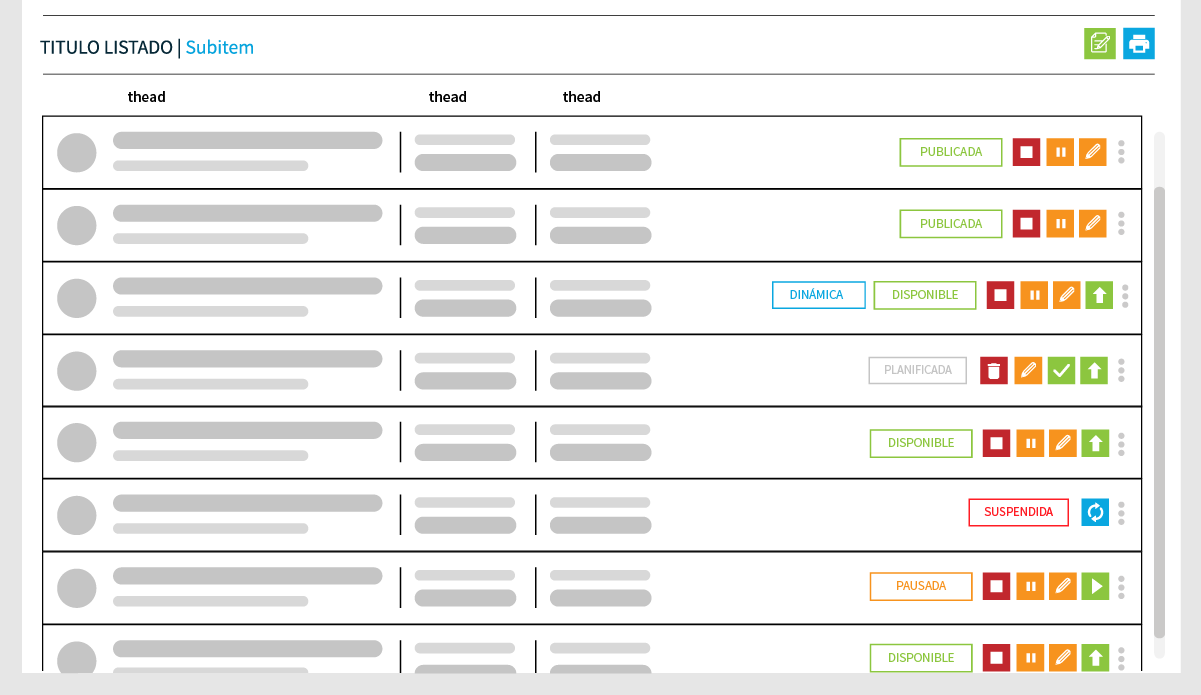 TITULO LISTADO | Subitem
thead thead thead
PUBLICADA
PUBLICADA
DINÁMICA DISPONIBLE
PLANIFICADA
DISPONIBLE
SUSPENDIDA
PAUSADA
DISPONIBLE